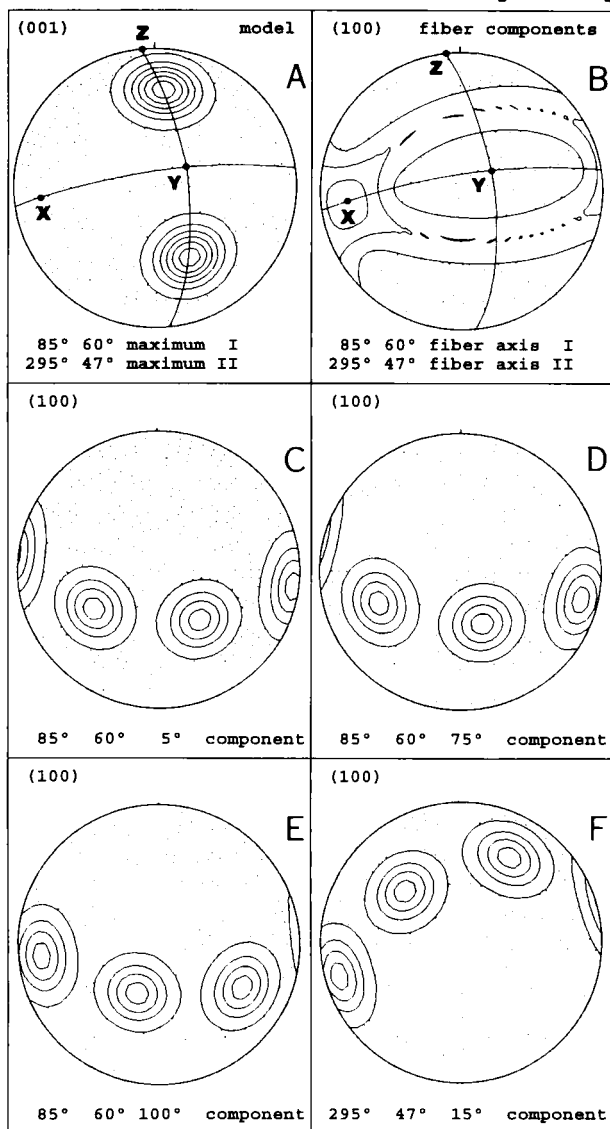 (001) model
A
Z
Y
X
85° 60° maximum I
295° 47° maximum II
(100) fiber components
B
Z
Y
X
85° 60° fiber axis I
295° 47° fiber axis II
(100)
C
85° 60° 5° component
(100)
D
85° 60° 75° component
(100)
E
85° 60° 100° component
(100)
F
295° 47° 15° component